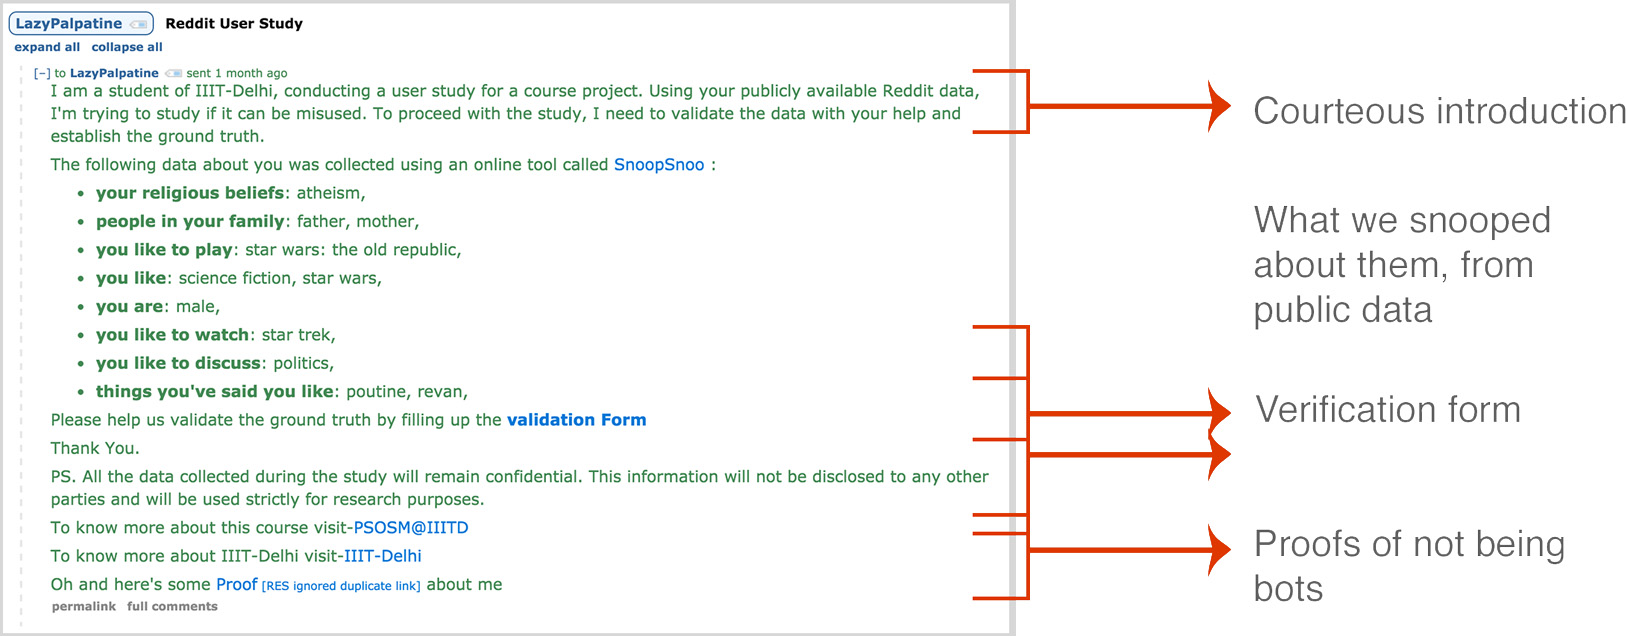 LazyPalpatine Reddit User Study
expand all collapse all
[–] to LazyPalpatine sent 1 month ago
I am a student of IIIT-Delhi, conducting a user study for a course project. Using your publicly available Reddit data,
I'm trying to study if it can be misused. To proceed with the study, I need to validate the data with your help and
establish the ground truth.
The following data about you was collected using an online tool called SnoopSnoo :
• your religious beliefs: atheism,
• people in your family: father, mother,
• you like to play: star wars: the old republic,
• you like: science fiction, star wars,
• you are: male,
• you like to watch: star trek,
• you like to discuss: politics,
• things you've said you like: poutine, revan,
Please help us validate the ground truth by filling up the validation Form
Thank You.
PS. All the data collected during the study will remain confidential. This information will not be disclosed to any other
parties and will be used strictly for research purposes.
To know more about this course visit-PSOSM@IIITD
To know more about IIIT-Delhi visit-IIIT-Delhi
Oh and here's some Proof [RES ignored duplicate link] about me
permalink full comments
Courteous introduction
What we snooped
about them, from
public data
Verification form
Proofs of not being
bots